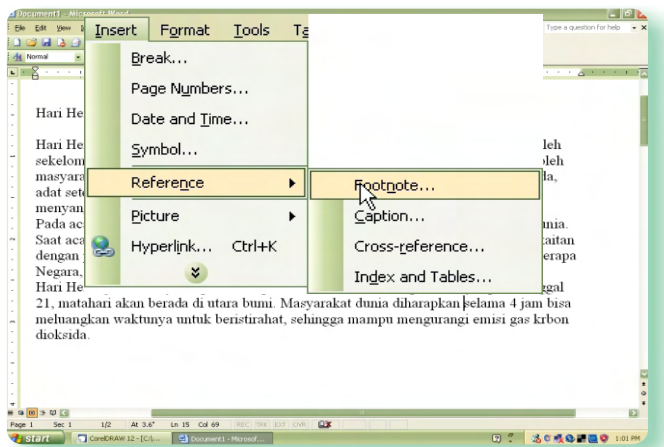 Document1 - Microsoft Word
File Edit View
Type a question for help
Normal
Insert Format Tools
Break...
Page Numbers...
Date and Time...
Symbol...
Reference
Picture
Hyperlink... Ctrl+K
Footnote...
Caption...
Cross-reference...
Index and Tables...
Hari He
Hari He leh
sekelom oleh
masyara da,
adat set
menyan
Pada aca unia.
Saat aca kaitan
dengan erapa
Negara,
Hari He ggal
21, matahari akan berada di utara bumi. Masyarakat dunia diharapkan selama 4 jam bisa
meluangkan waktunya untuk beristirahat, sehingga mampu mengurangi emisi gas krbon
dioksida.
Page 1 Sec 1 1/2 At 3.6" Ln 15 Col 69 REC TRK EXT OVR
start CorelDRAW 12 - [C:\... Document1 - Microsof... 1:01 PM